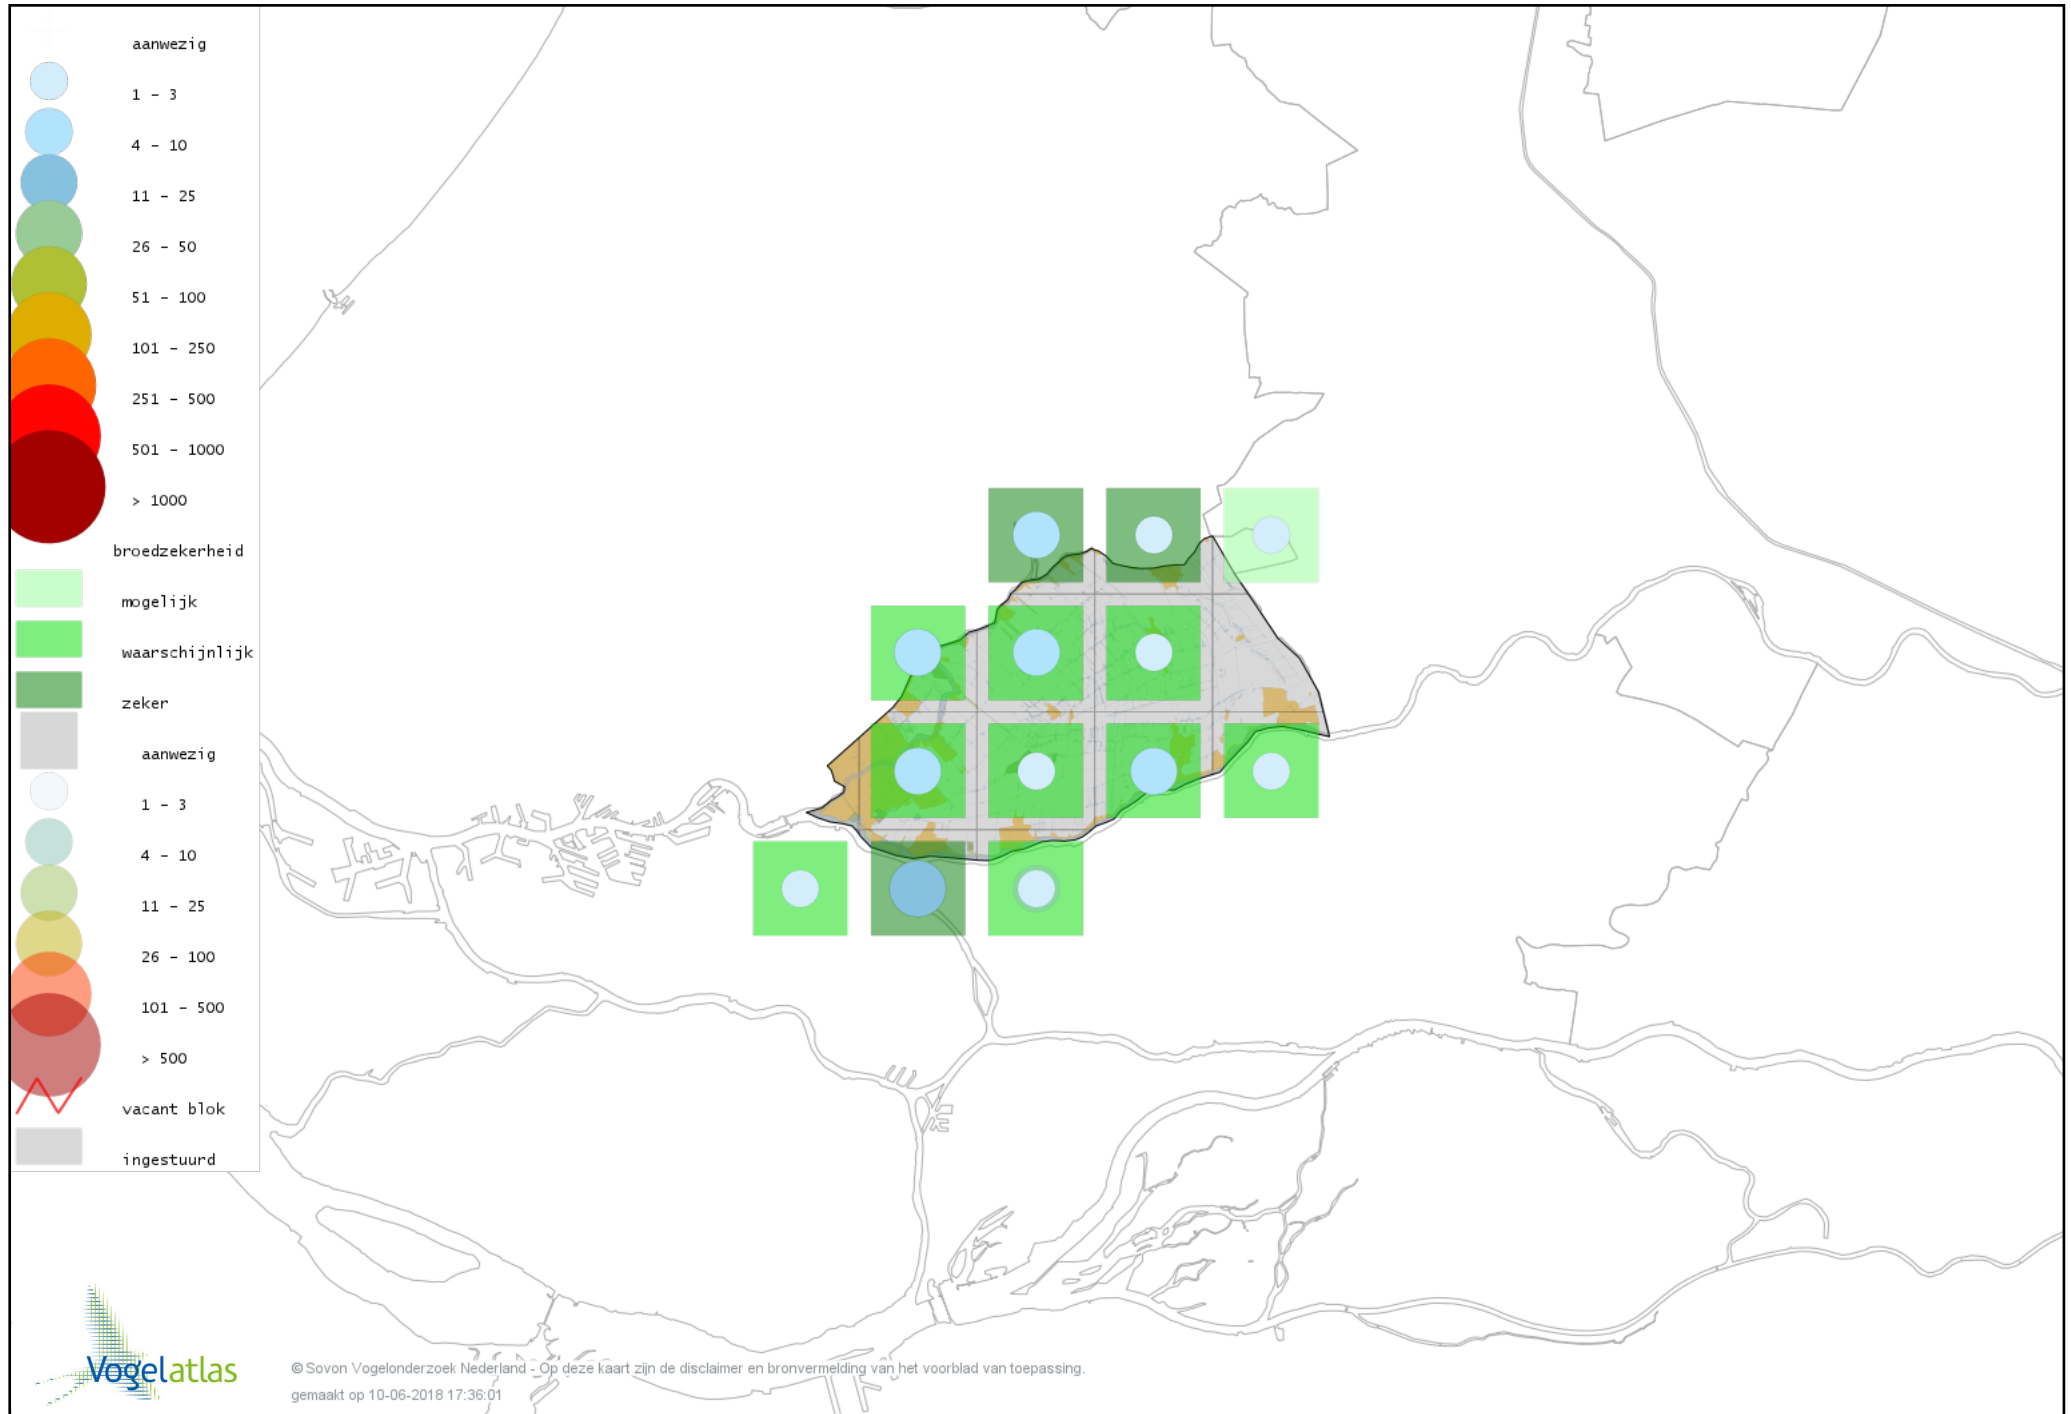 aanwezig
1 - 3
4 - 10
11 - 25
26 - 50
51 - 100
101 - 250
251 - 500
501 - 1000
> 1000
broedzekerheid
mogelijk
waarschijnlijk
zeker
aanwezig
1 - 3
4 - 10
11 - 25
26 - 100
101 - 500
> 500
vacant blok
ingestuurd
Vogelatlas
© Sovon Vogelonderzoek Nederland - Op deze kaart zijn de disclaimer en bronvermelding van het voorblad van toepassing.
gemaakt op 10-06-2018 17:36:01